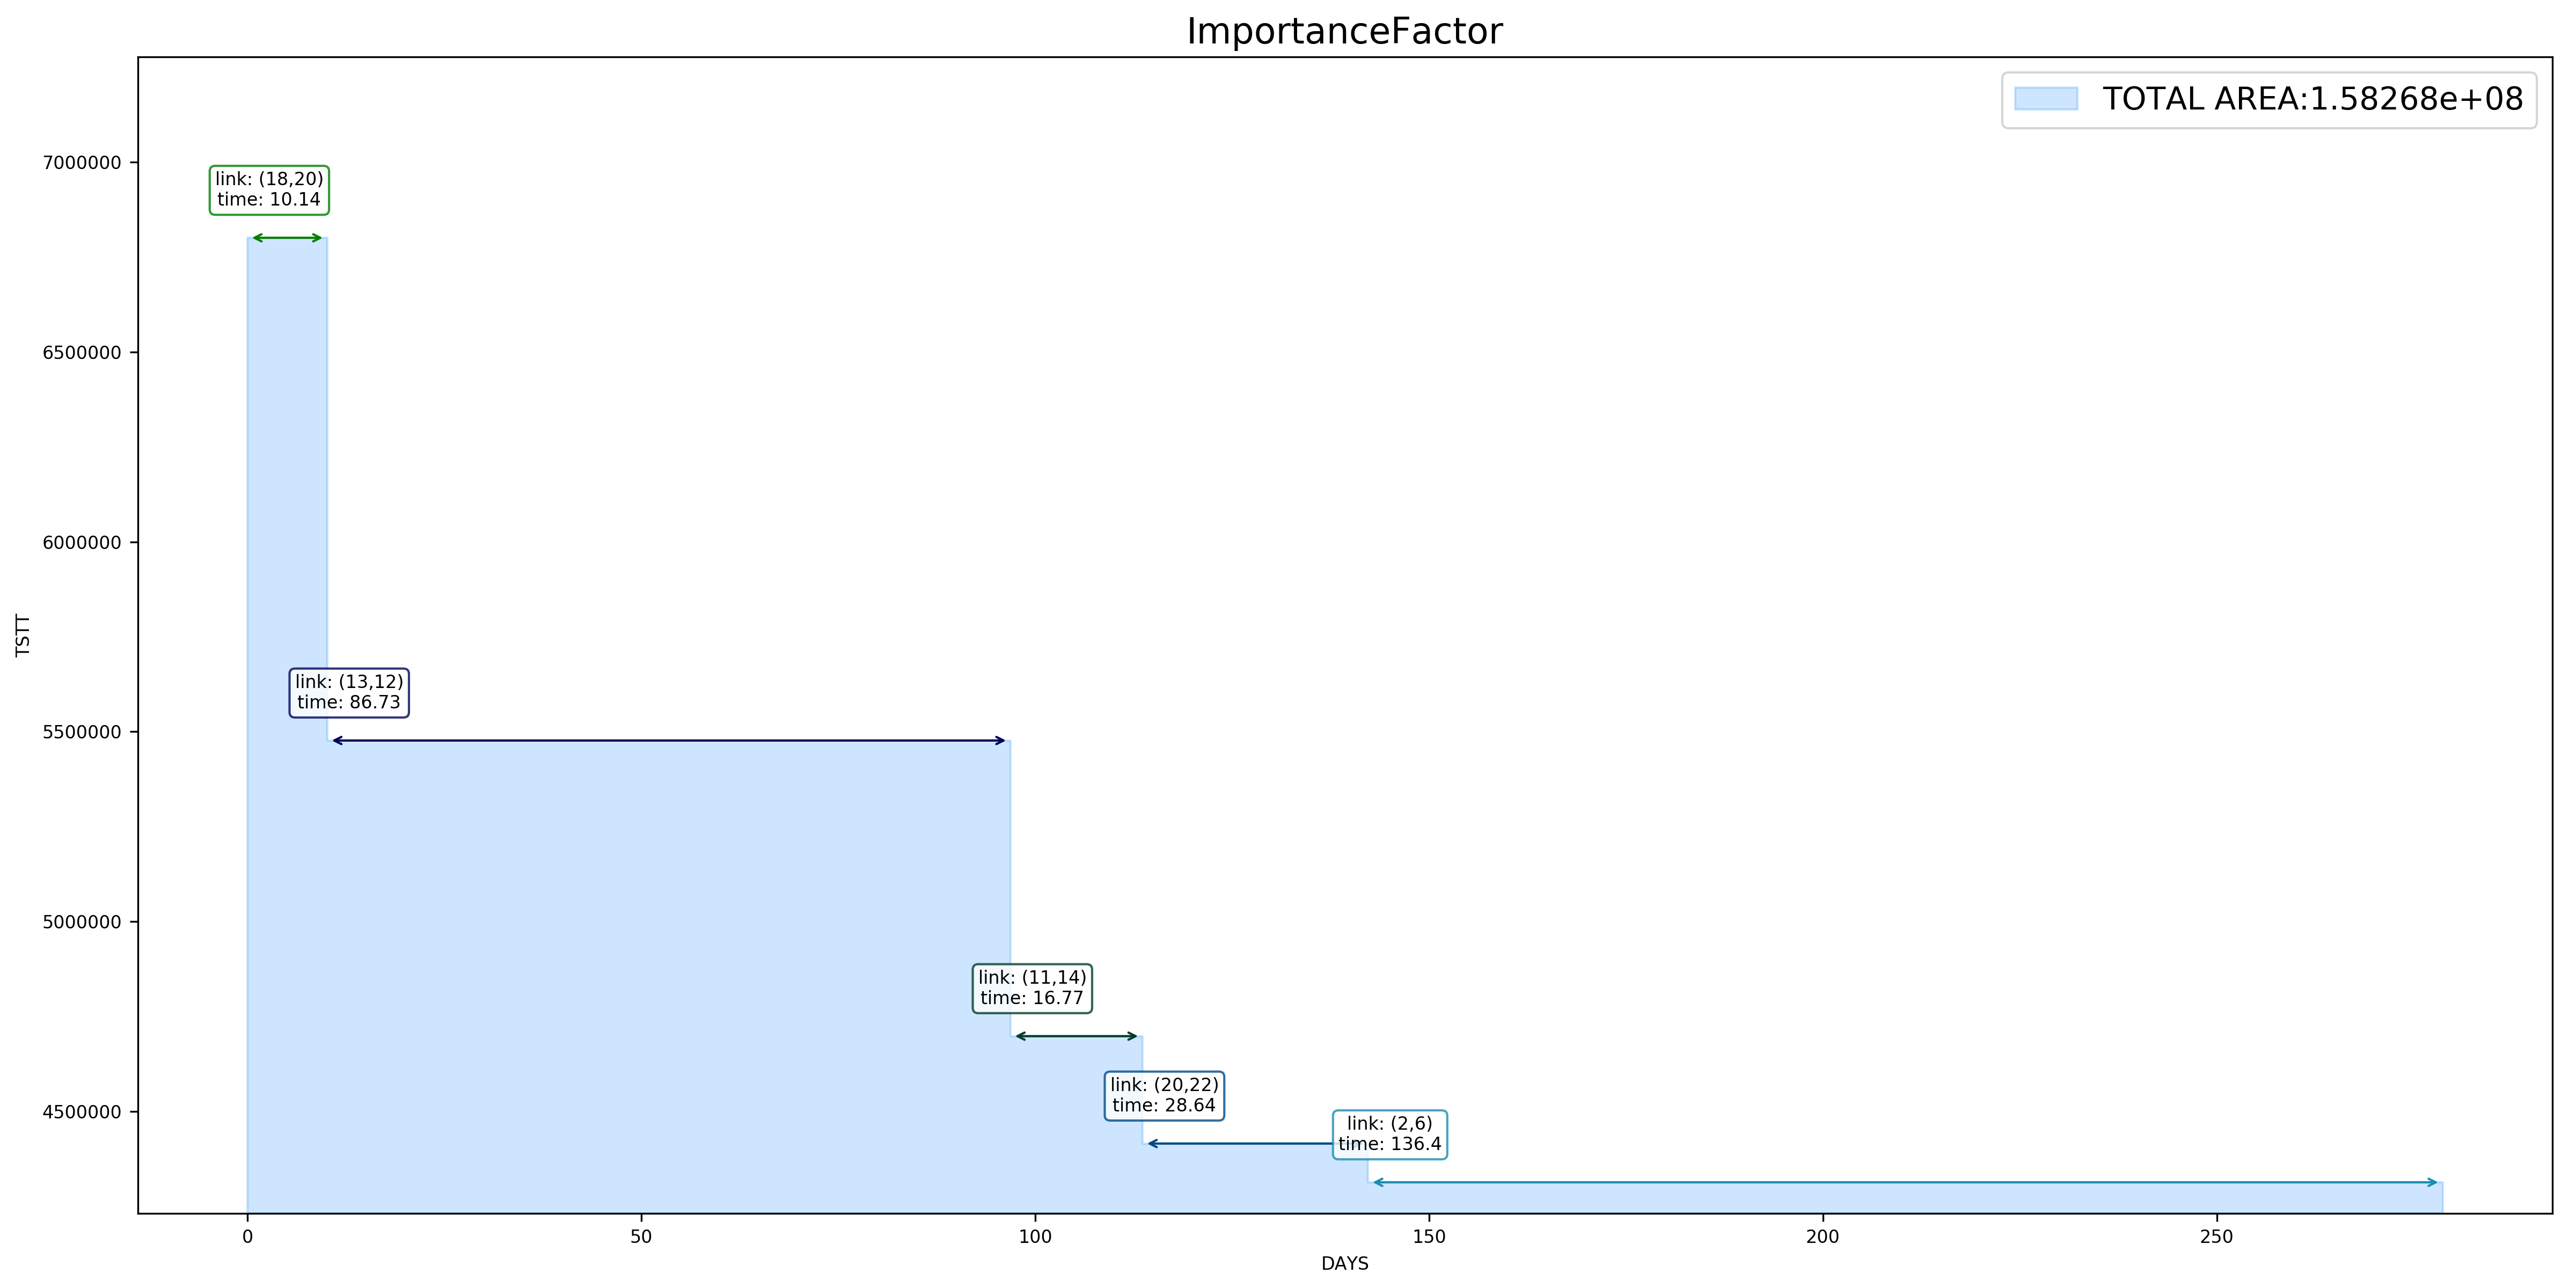 ImportanceFactor
TOTAL AREA:1.58268e+08
TSTT
7000000
6500000
6000000
5500000
5000000
4500000
link: (18,20)
time: 10.14
link: (13,12)
time: 86.73
link: (11,14)
time: 16.77
link: (20,22)
time: 28.64
link: (2,6)
time: 136.4
0
50
100
150
200
250
DAYS